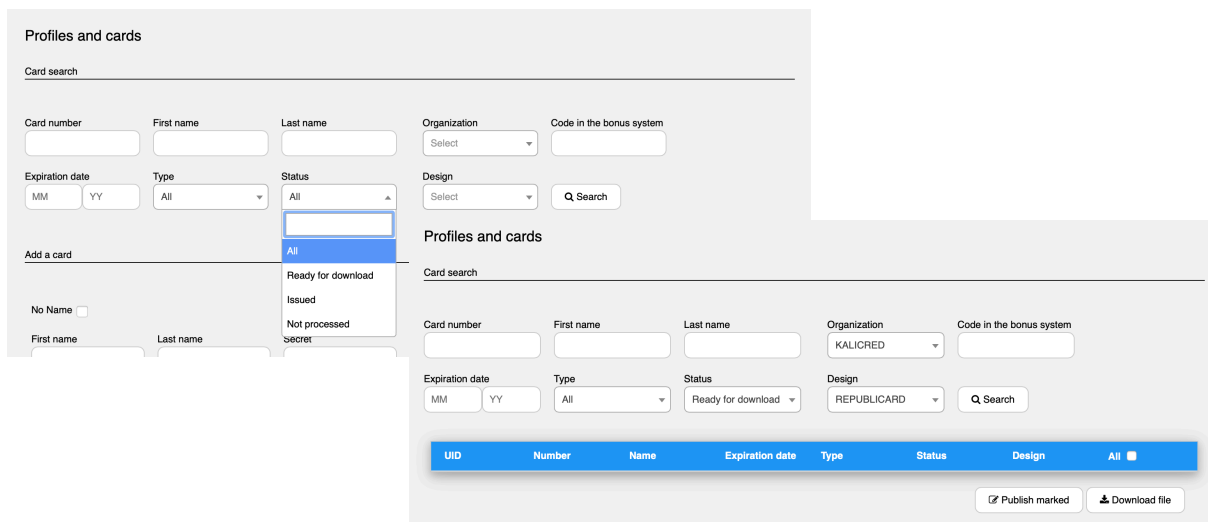 Profiles and cards
Card search
Card number First name Last name Organization Code in the bonus system
Select
Expiration date Type Status Design
MM YY All All Select Search
All
Ready for download
Issued
Not processed
Add a card
No Name
First name Last name Secret
Profiles and cards
Card search
Card number First name Last name Organization Code in the bonus system
KALICRED
Expiration date Type Status Design
MM YY All Ready for download REPUBLICARD Search
UID Number Name Expiration date Type Status Design All
Publish marked Download file